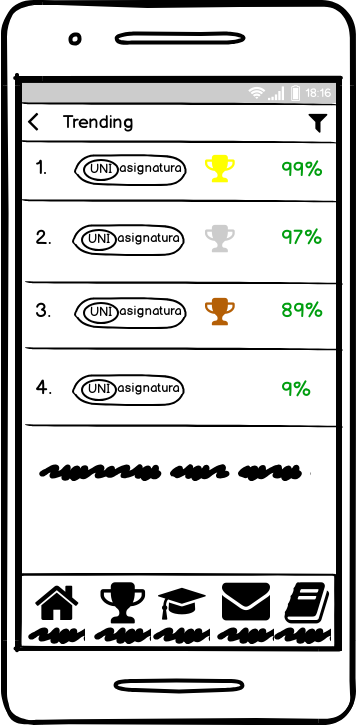 18:16
Trending
1. UNI asignatura 99%
2. UNI asignatura 97%
3. UNI asignatura 89%
4. UNI asignatura 9%